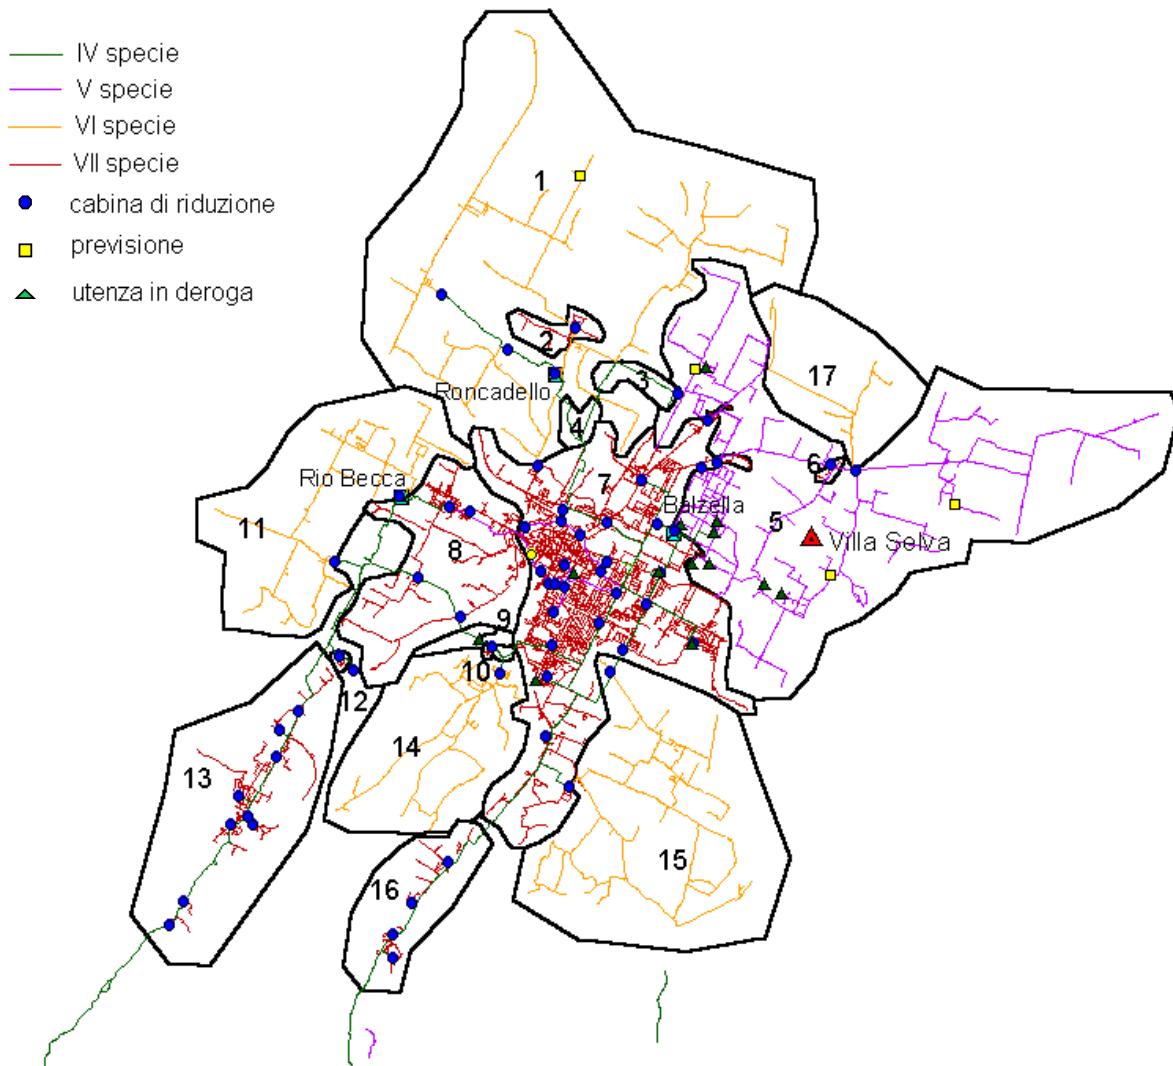 IV specie
V specie
VI specie
VII specie
cabina di riduzione
previsione
utenza in deroga
1
2
3
4
Roncadello
17
6
7
Rio Becca
Balzella
5
Villa Selva
11
8
9
10
12
13
14
15
16